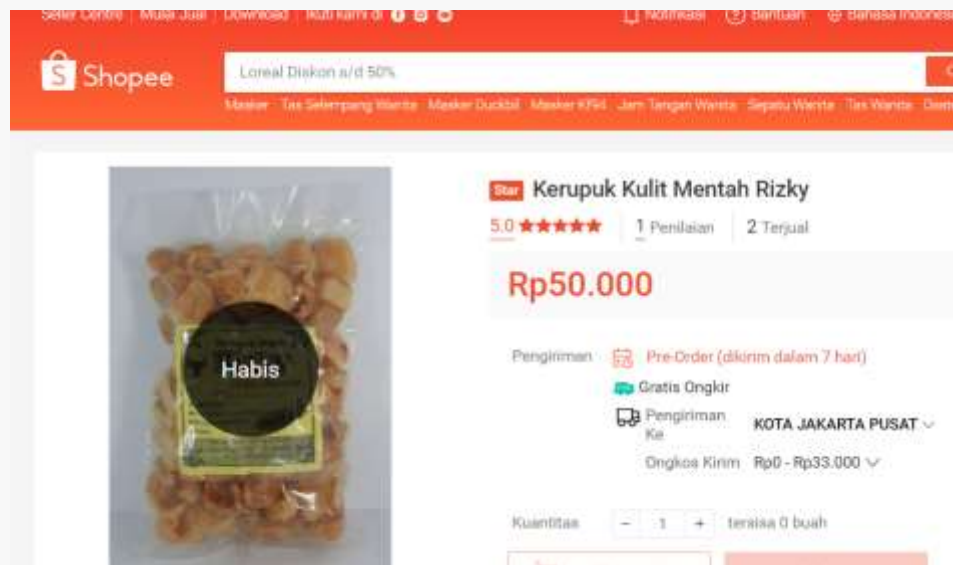 Seller Centre Mulai Jual Download Ikuti kami di Notifikasi Bantuan Bahasa Indonesia
Shopee
Loreal Diskon s/d 50%
Masker Tas Selempang Wanita Masker Duckbil Masker KF94 Jam Tangan Wanita Sepatu Wanita Tas Wanita
Star Kerupuk Kulit Mentah Rizky
5.0 1 Penilaian 2 Terjual
Rp50.000
Habis
Pengiriman Pre-Order (dikirim dalam 7 hari)
Gratis Ongkir
Pengiriman Ke KOTA JAKARTA PUSAT
Ongkos Kirim Rp0 - Rp33.000
Kuantitas - 1 + tersisa 0 buah